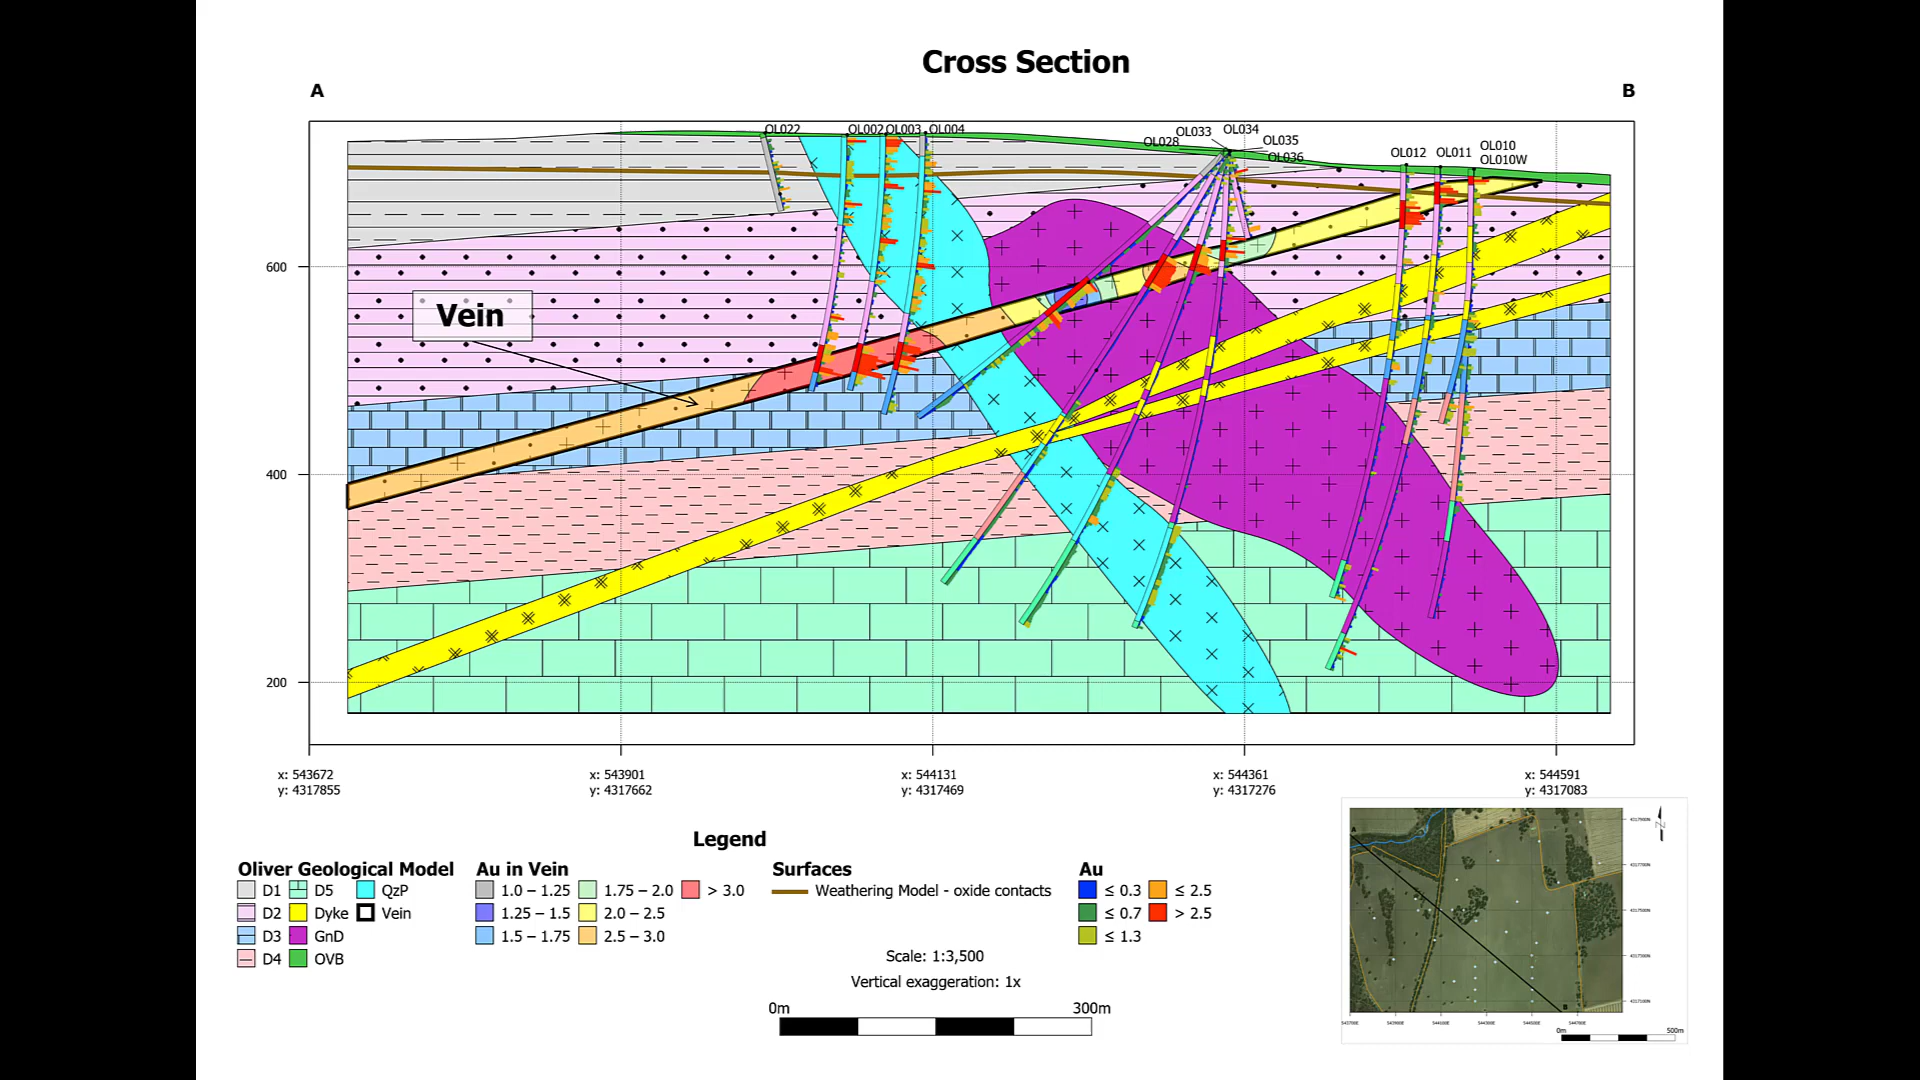 Cross Section
A
B
OL022
OL002
OL003
OL004
OL033
OL034
OL028
OL035
OL036
OL012
OL011
OL010
OL010W
600
400
200
Vein
x: 543672
y: 4317855
x: 543901
y: 4317662
x: 544131
y: 4317469
x: 544361
y: 4317276
x: 544591
y: 4317083
Legend
Oliver Geological Model
D1
D5
QzP
D2
Dyke
Vein
D3
GnD
D4
OVB
Au in Vein
1.0 – 1.25
1.75 – 2.0
> 3.0
1.25 – 1.5
2.0 – 2.5
1.5 – 1.75
2.5 – 3.0
Surfaces
Weathering Model - oxide contacts
Scale: 1:3,500
Vertical exaggeration: 1x
0m
300m
Au
≤ 0.3
≤ 2.5
≤ 0.7
> 2.5
≤ 1.3
0m
500m